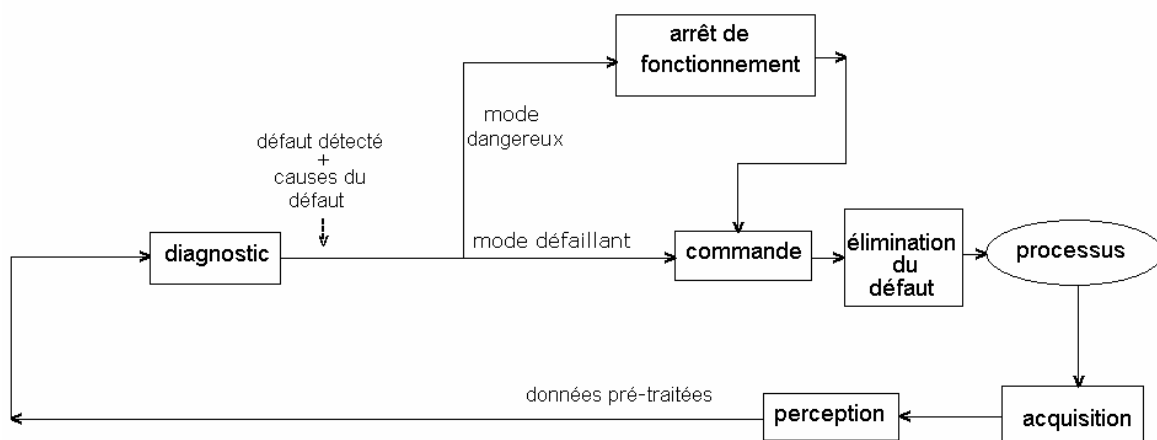 arrêt de
fonctionnement
mode
dangereux
défaut détecté
+
causes du
défaut
diagnostic
mode défaillant
commande
élimination
du
défaut
processus
données pré-traitées
perception
acquisition